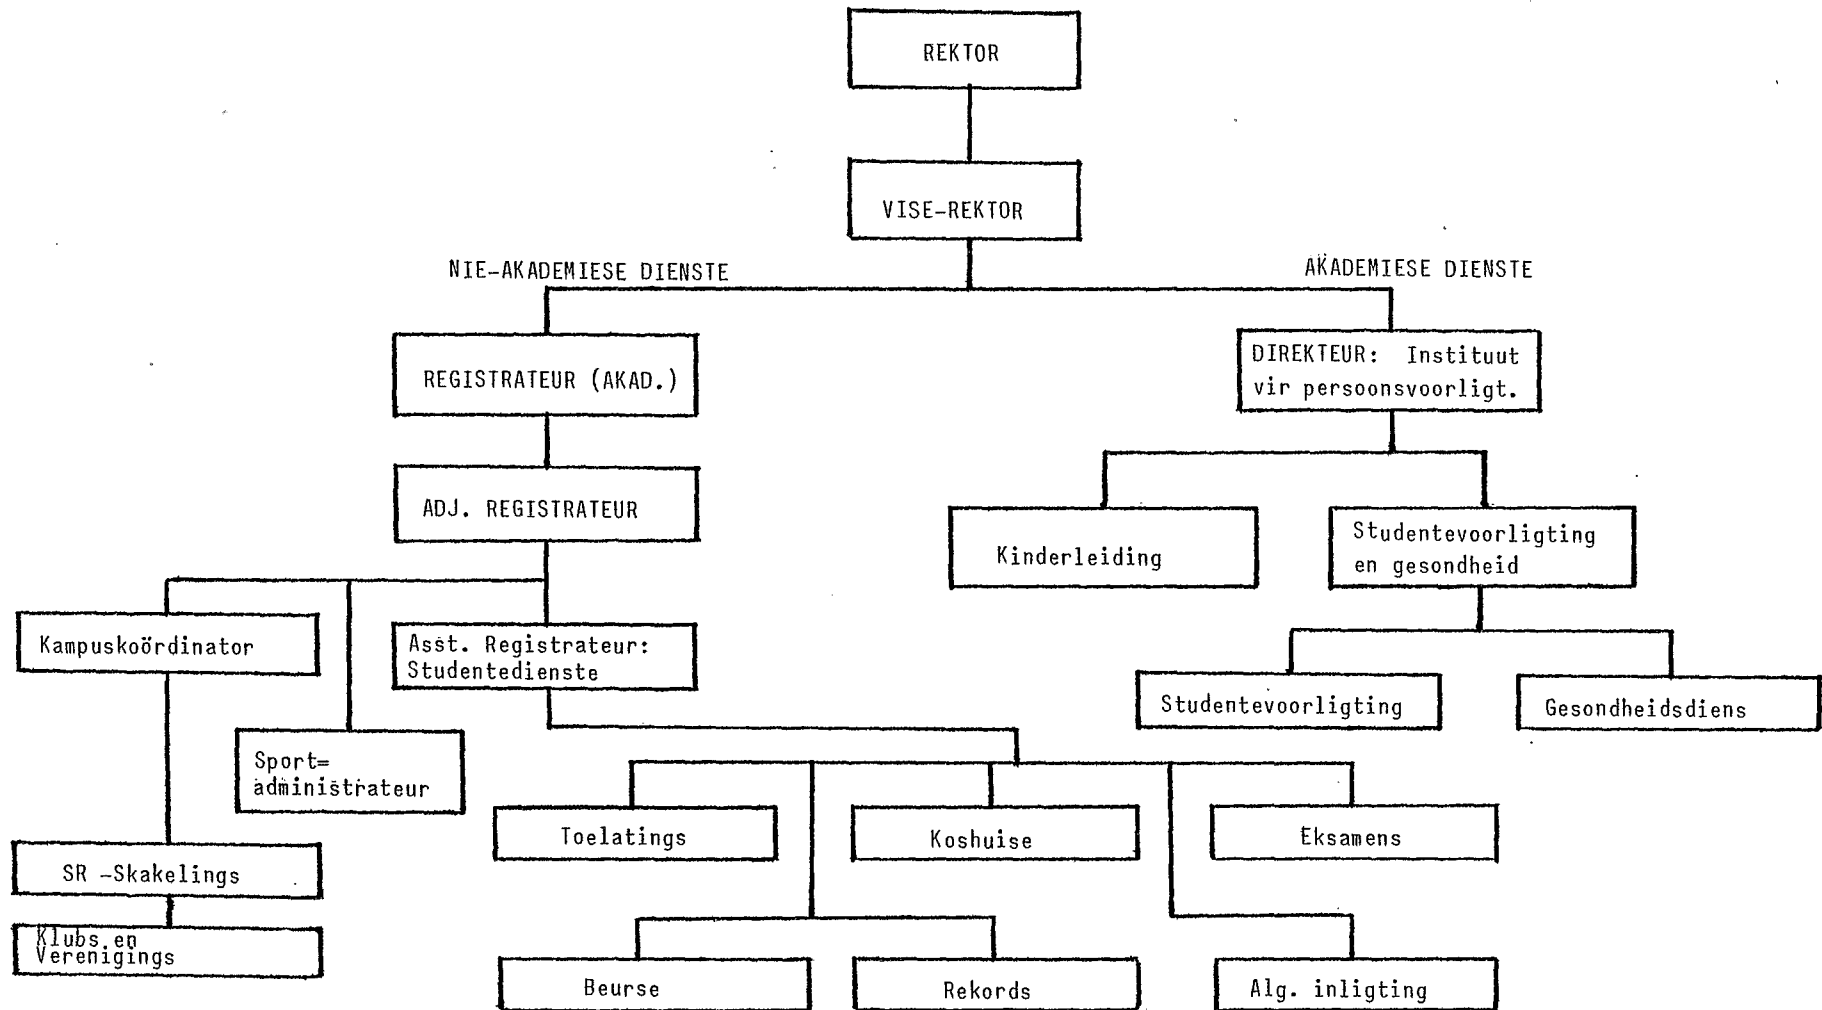 REKTOR
VISE-REKTOR
NIE-AKADEMIESE DIENSTE
AKADEMIESE DIENSTE
REGISTRATEUR (AKAD.)
DIREKTEUR: Instituut
vir persoonsvoorligt.
ADJ. REGISTRATEUR
Kinderleiding
Studentevoorligting
en gesondheid
Kampuskoördinator
Asst. Registrateur:
Studentedienste
Studentevoorligting
Gesondheidsdiens
Sport=
administrateur
Toelatings
Koshuise
Eksamens
SR -Skakelings
Klubs en
Verenigings
Beurse
Rekords
Alg. inligting